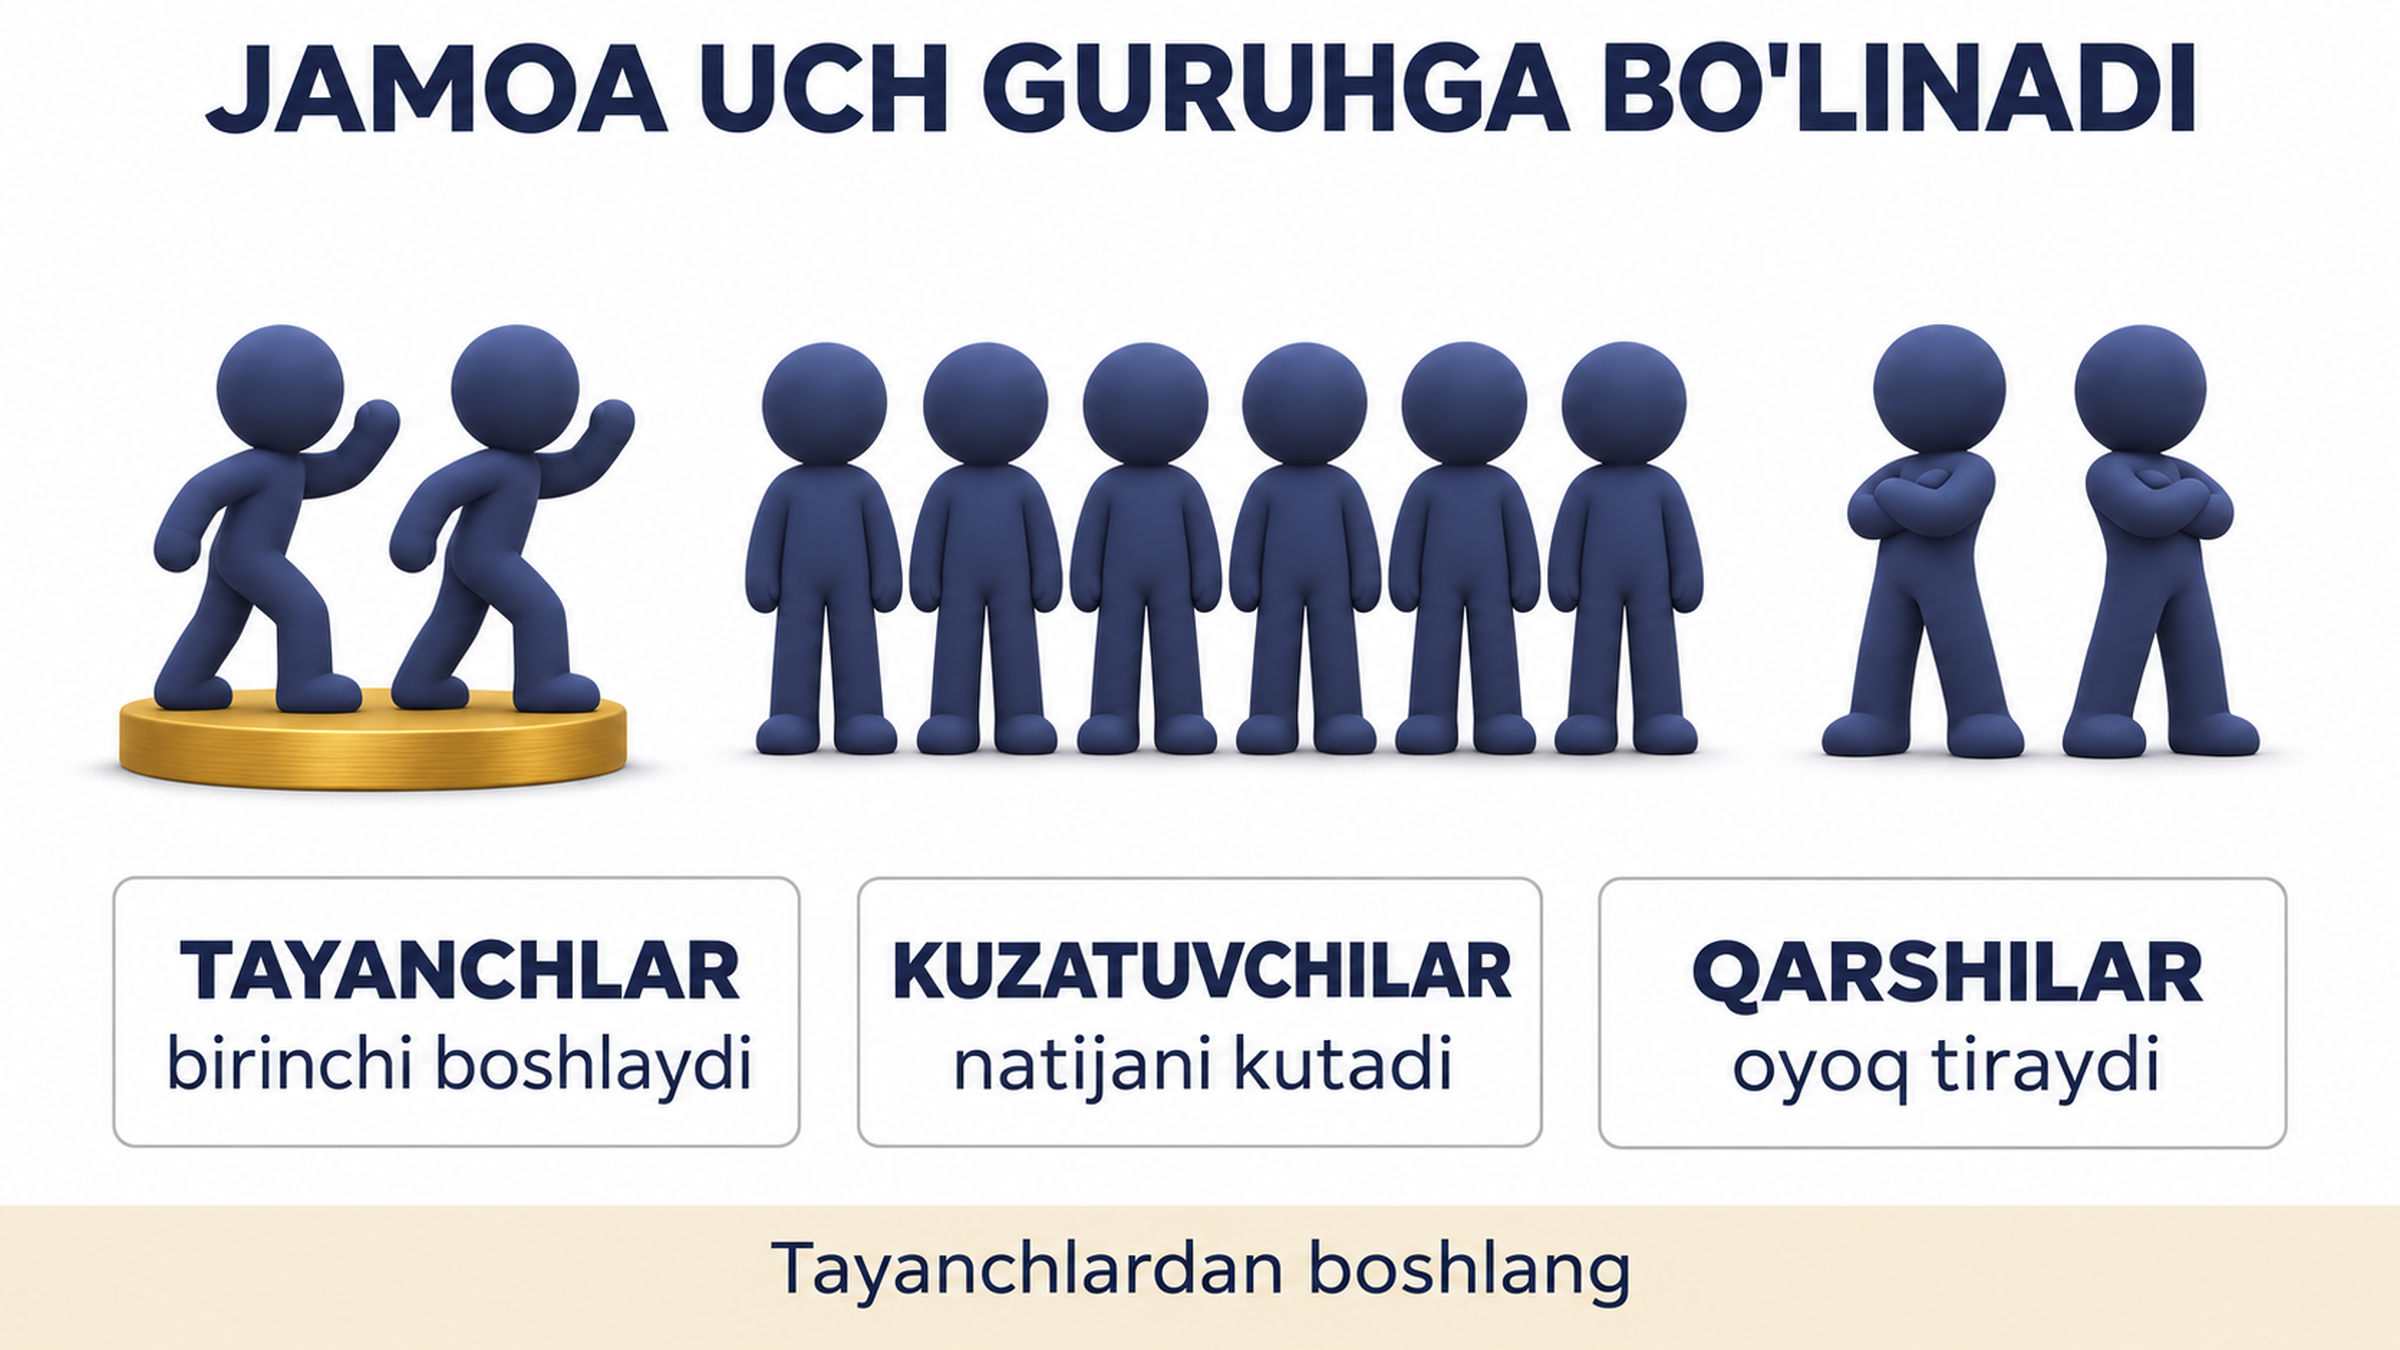 JAMOA UCH GURUHGA BO'LINADI
TAYANCHLAR
birinchi boshlaydi
KUZATUVCHILAR
natijani kutadi
QARSHILAR
oyoq tiraydi
Tayanchlardan boshlang